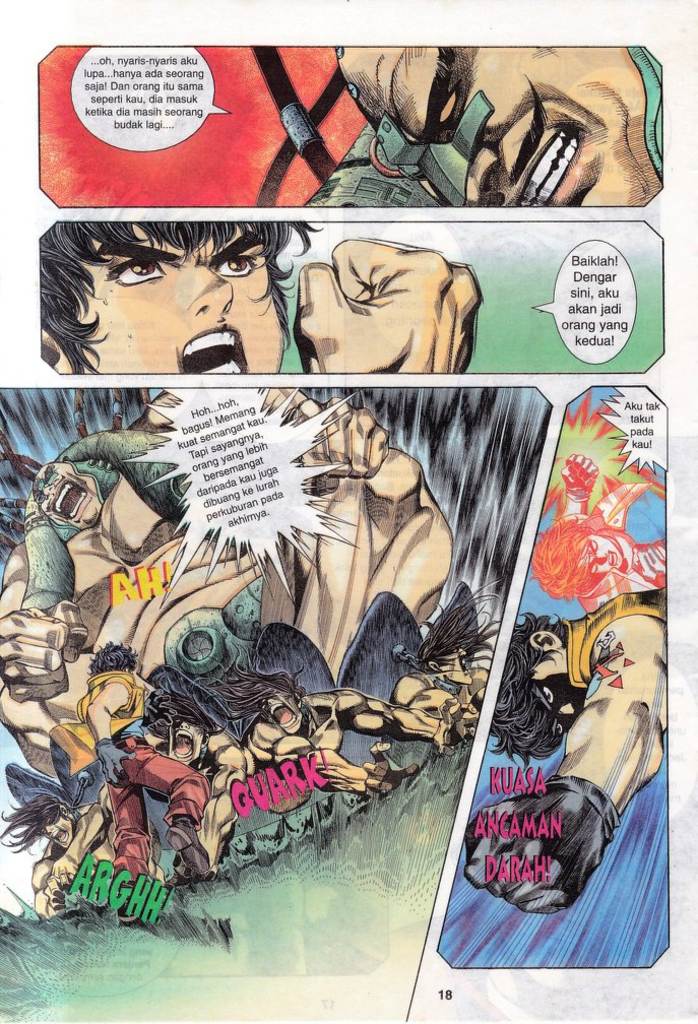 ...oh, nyaris-nyaris aku
lupa...hanya ada seorang
saja! Dan orang itu sama
seperti kau, dia masuk
ketika dia masih seorang
budak lagi....
Baiklah!
Dengar
sini, aku
akan jadi
orang yang
kedua!
Hoh...hoh,
bagus! Memang
kuat semangat kau.
Tapi sayangnya,
orang yang lebih
bersemangat
daripada kau juga
dibuang ke lurah
perkuburan pada
akhirnya.
Aku tak
takut
pada
kau!
AH!
QUARK!
ARGHH!
KUASA
ANCAMAN
DARAH!
18